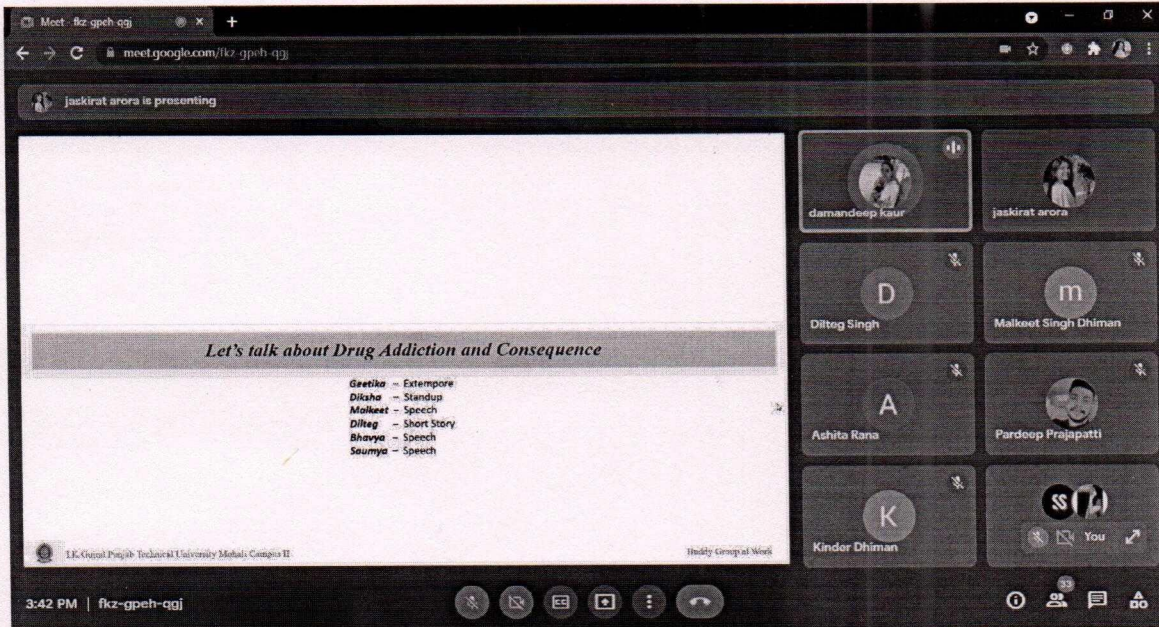 Meet - fkz-gpeh-qgj
meet.google.com/fkz-gpeh-qgj
jaskirat arora is presenting
Let's talk about Drug Addiction and Consequence
Geetika – Extempore
Diksha – Standup
Malkeet – Speech
Dilteg – Short Story
Bhavya – Speech
Saumya – Speech
I.K. Gujral Punjab Technical University Mohali Campus II
Buddy Group at Work
damandeep kaur
jaskirat arora
D
Dilteg Singh
m
Malkeet Singh Dhiman
A
Ashita Rana
Pardeep Prajapatti
K
Kinder Dhiman
SS
You
3:42 PM | fkz-gpeh-qgj
CC
33